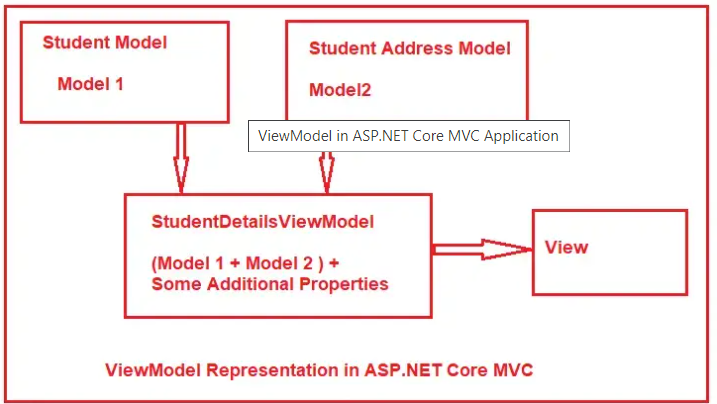 Student Model
Model 1
Student Address Model
Model2
ViewModel in ASP.NET Core MVC Application
StudentDetailsViewModel
(Model 1 + Model 2 ) +
Some Additional Properties
View
ViewModel Representation in ASP.NET Core MVC